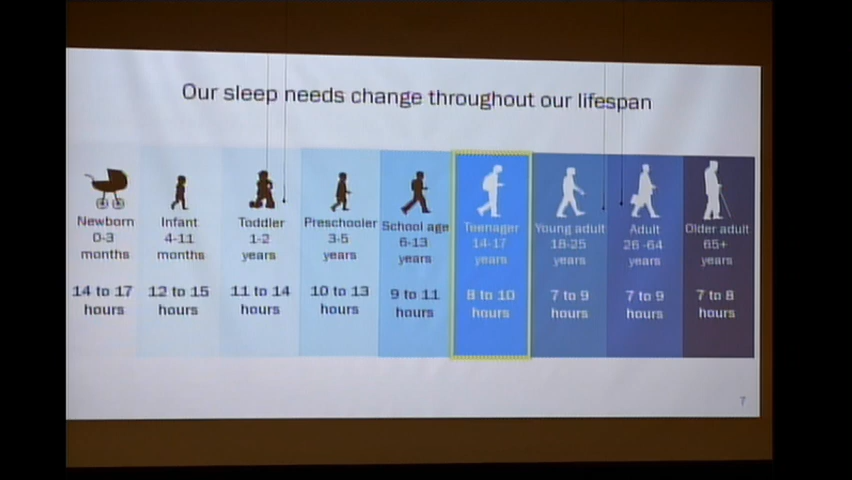 Our sleep needs change throughout our lifespan
Newborn
0-3
months
14 to 17
hours
Infant
4-11
months
12 to 15
hours
Toddler
1-2
years
11 to 14
hours
Preschooler
3-5
years
10 to 13
hours
School age
6-13
years
9 to 11
hours
Teenager
14-17
years
8 to 10
hours
Young adult
18-25
years
7 to 9
hours
Adult
26 -64
years
7 to 9
hours
Older adult
65+
years
7 to 8
hours
7